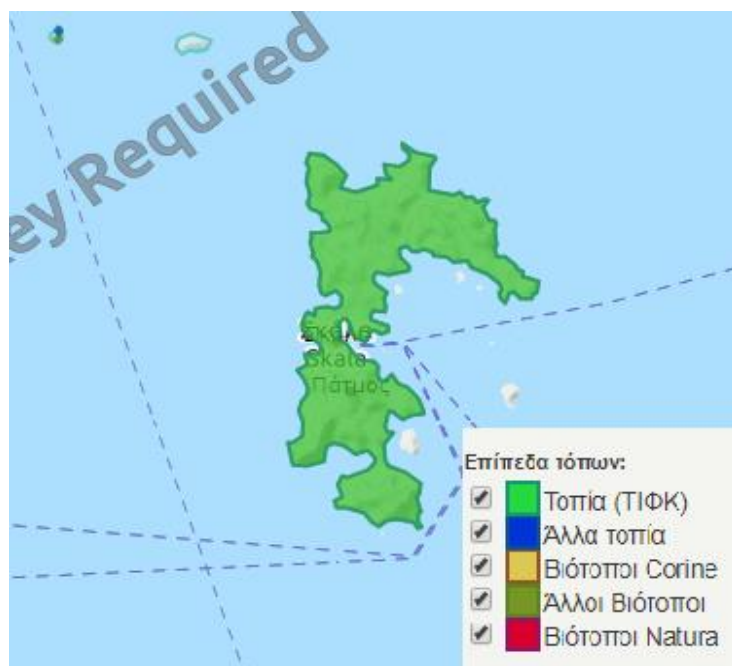 ey Required
Σκάλα
Skala
Πάτμος
Επίπεδα τόπων:
Τοπία (ΤΙΦΚ)
Άλλα τοπία
Βιότοποι Corine
Άλλοι Βιότοποι
Βιότοποι Natura